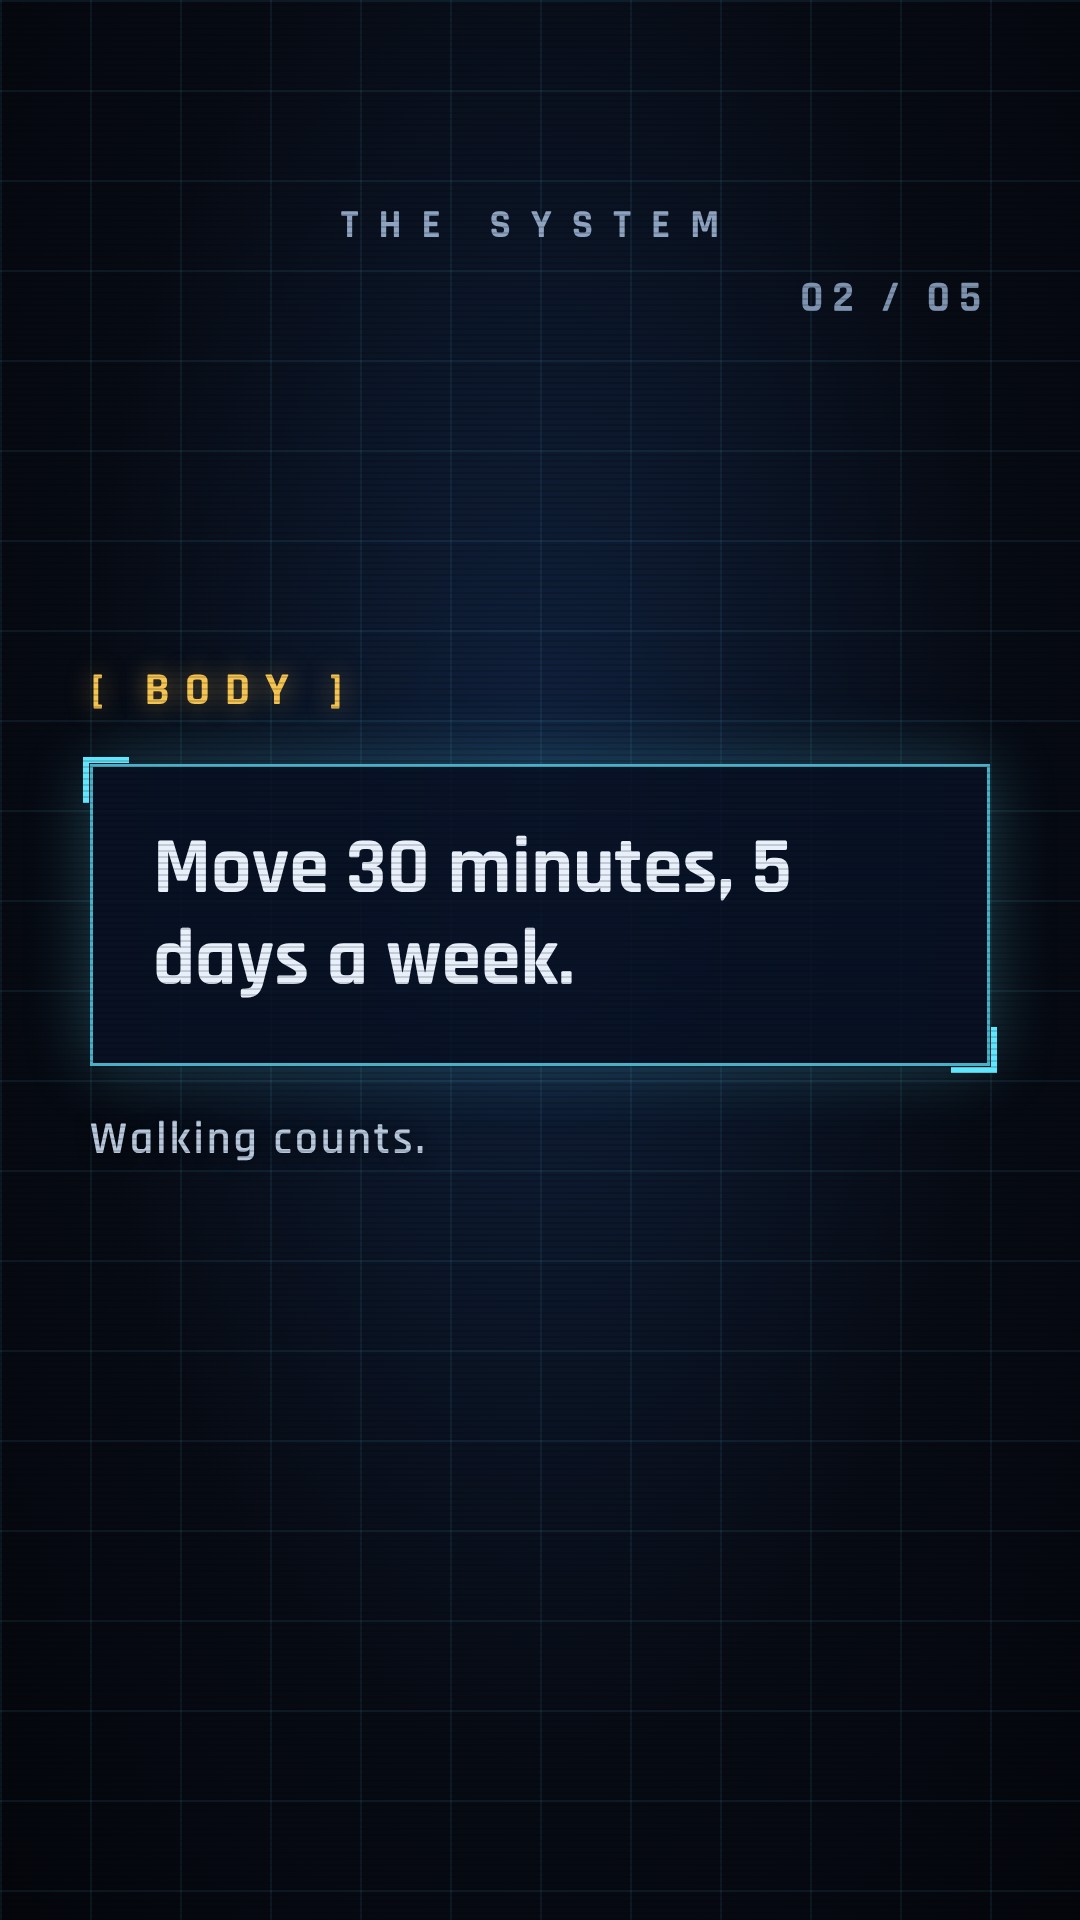 THE SYSTEM
02 / 05
[ BODY ]
Move 30 minutes, 5
days a week.
Walking counts.